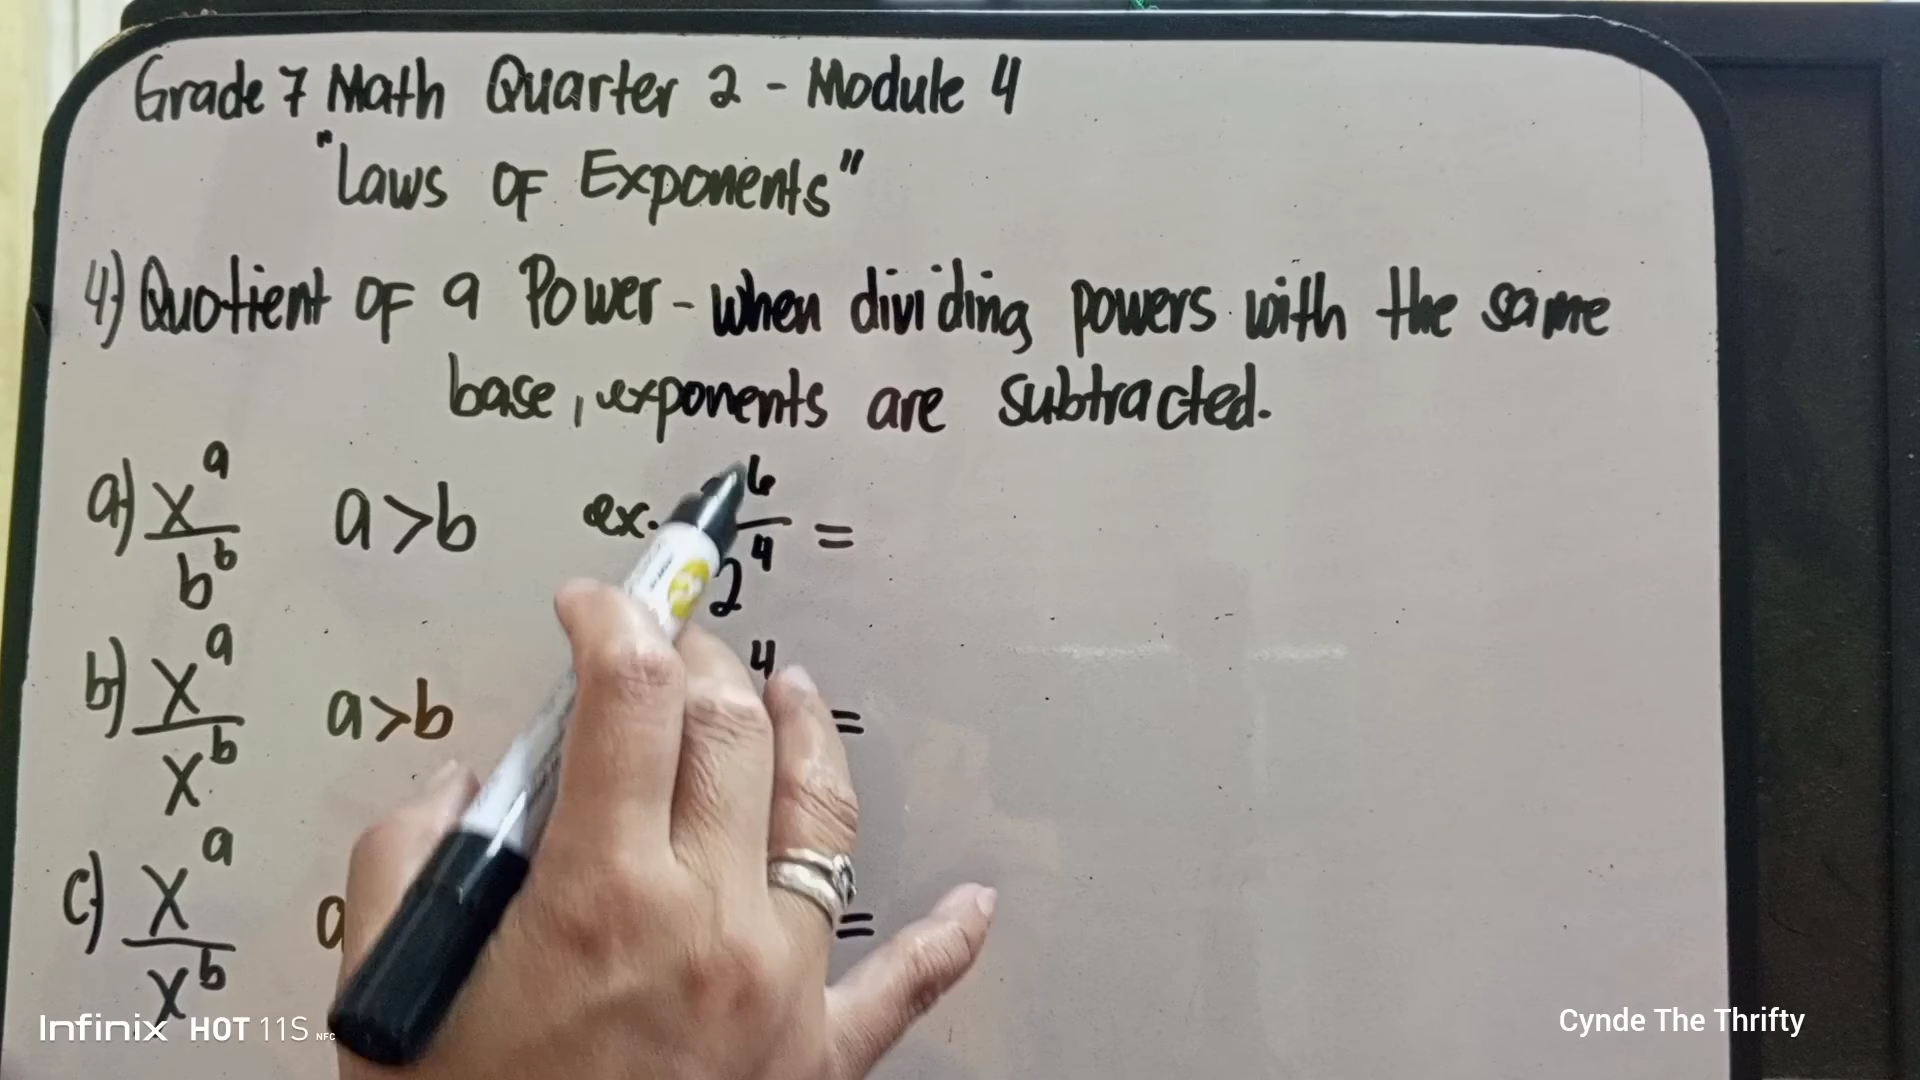 Grade 7 Math Quarter 2 - Module 4
"Laws of Exponents"
4.) Quotient of a Power - when dividing powers with the same
base, exponents are subtracted.
a.) x^a / b^b a > b ex. ^6 / 2^4 =
b.) x^a / x^b a > b 4 =
c.) x^a / x^b a =
Infinix HOT 11S NFC
Cynde The Thrifty